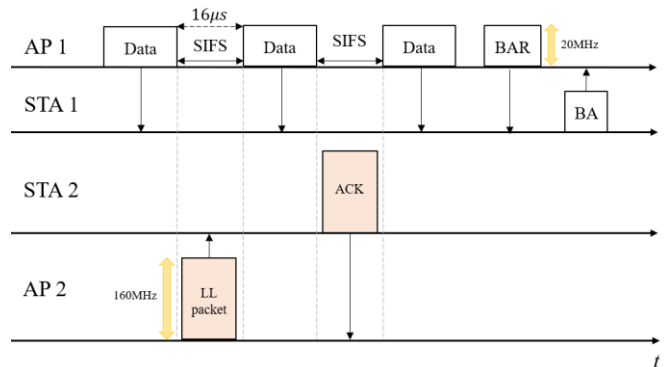 16μs
AP 1
Data
SIFS
Data
SIFS
Data
BAR
20MHz
STA 1
BA
STA 2
ACK
AP 2
160MHz
LL
packet
t